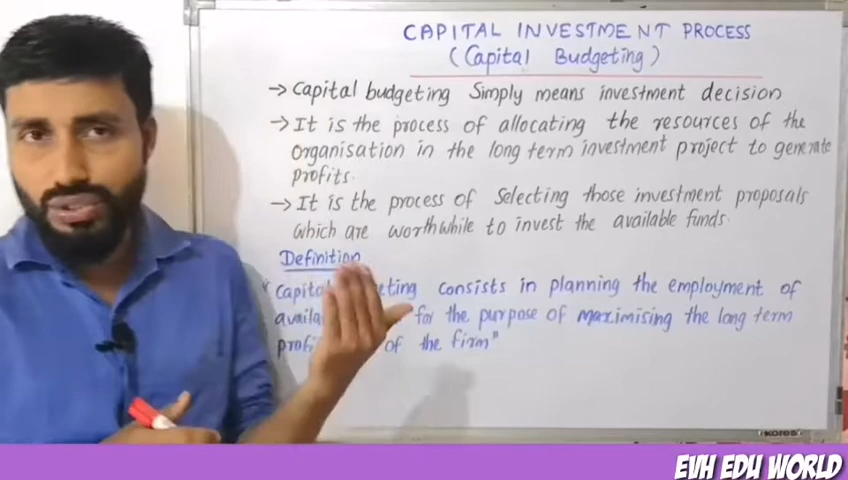 CAPITAL INVESTMENT PROCESS
(Capital Budgeting)
→ Capital budgeting Simply means investment decision
→ It is the process of allocating the resources of the
organisation in the long term investment project to generate
profits.
→ It is the process of Selecting those investment proposals
which are worthwhile to invest the available funds.
Definition
"Capital consists in planning the employment of
for the purpose of maximising the long term
of the firm"
Kores
EVH EDU WORLD